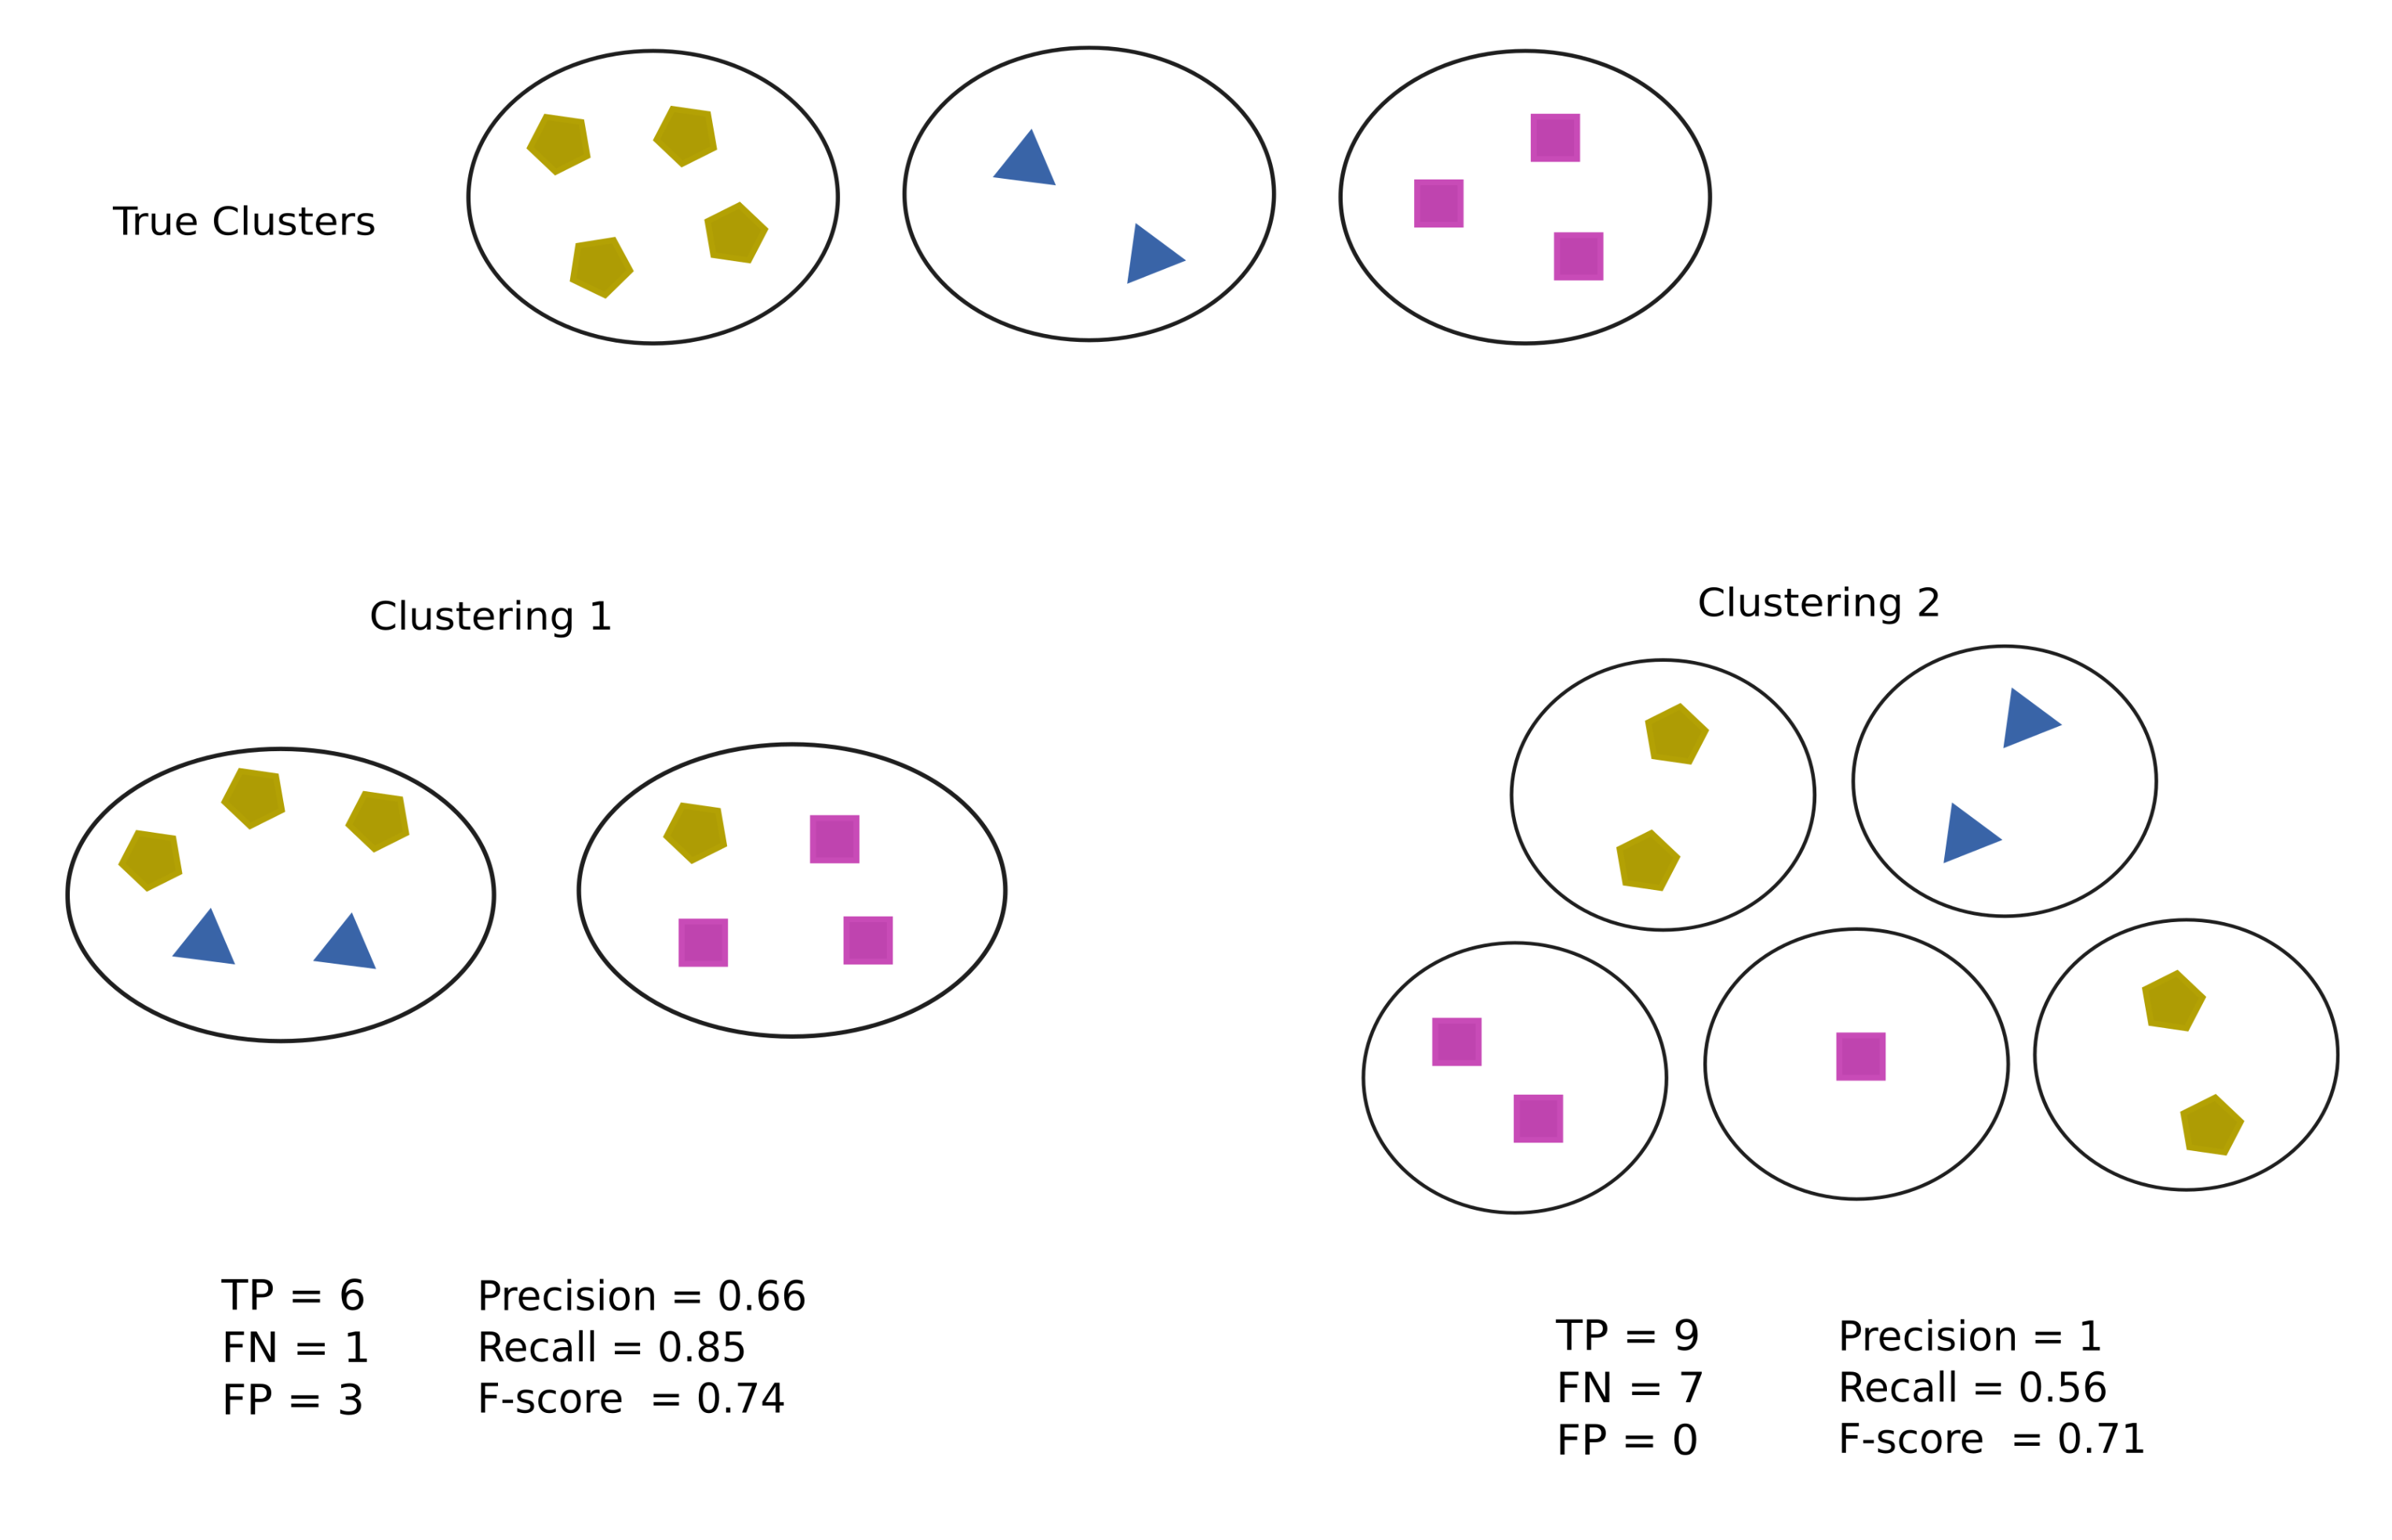 True Clusters
Clustering 1
Clustering 2
TP = 6
FN = 1
FP = 3
Precision = 0.66
Recall = 0.85
F-score = 0.74
TP = 9
FN = 7
FP = 0
Precision = 1
Recall = 0.56
F-score = 0.71